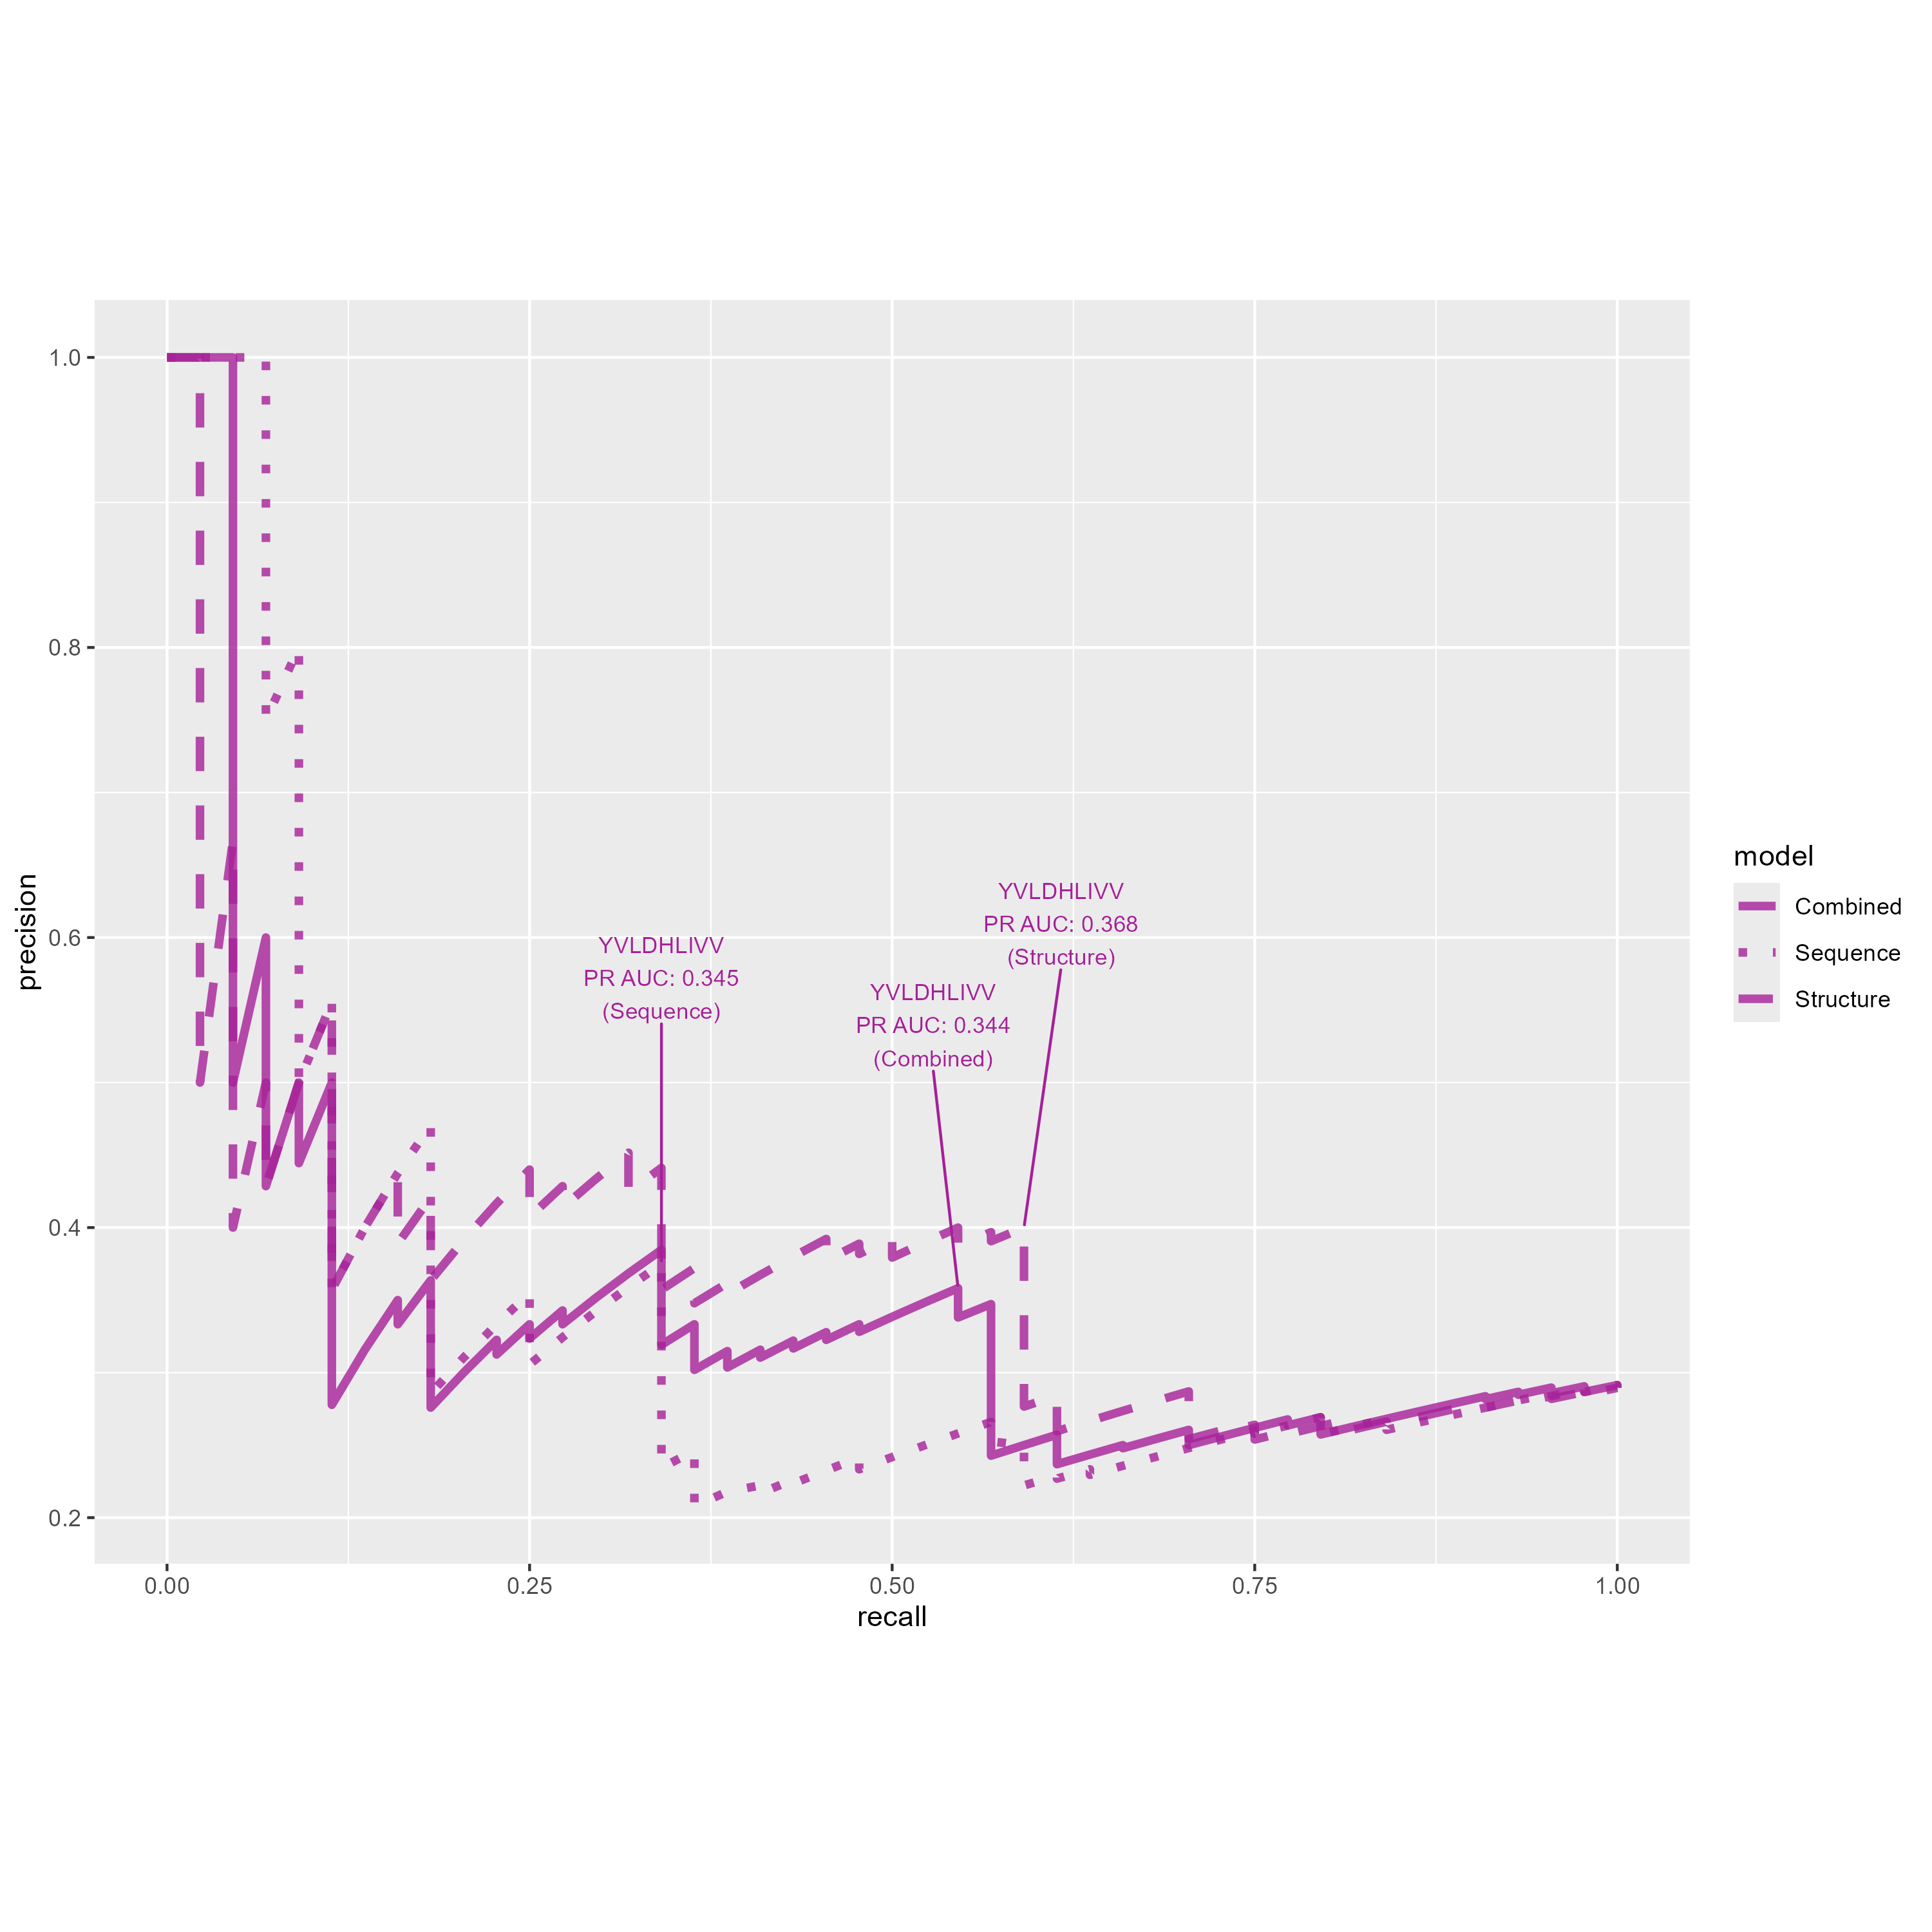 1.0
0.8
0.6
0.4
0.2
precision
YVLDHLIVV
PR AUC: 0.345
(Sequence)
YVLDHLIVV
PR AUC: 0.344
(Combined)
YVLDHLIVV
PR AUC: 0.368
(Structure)
0.00
0.25
0.50
0.75
1.00
recall
model
Combined
Sequence
Structure